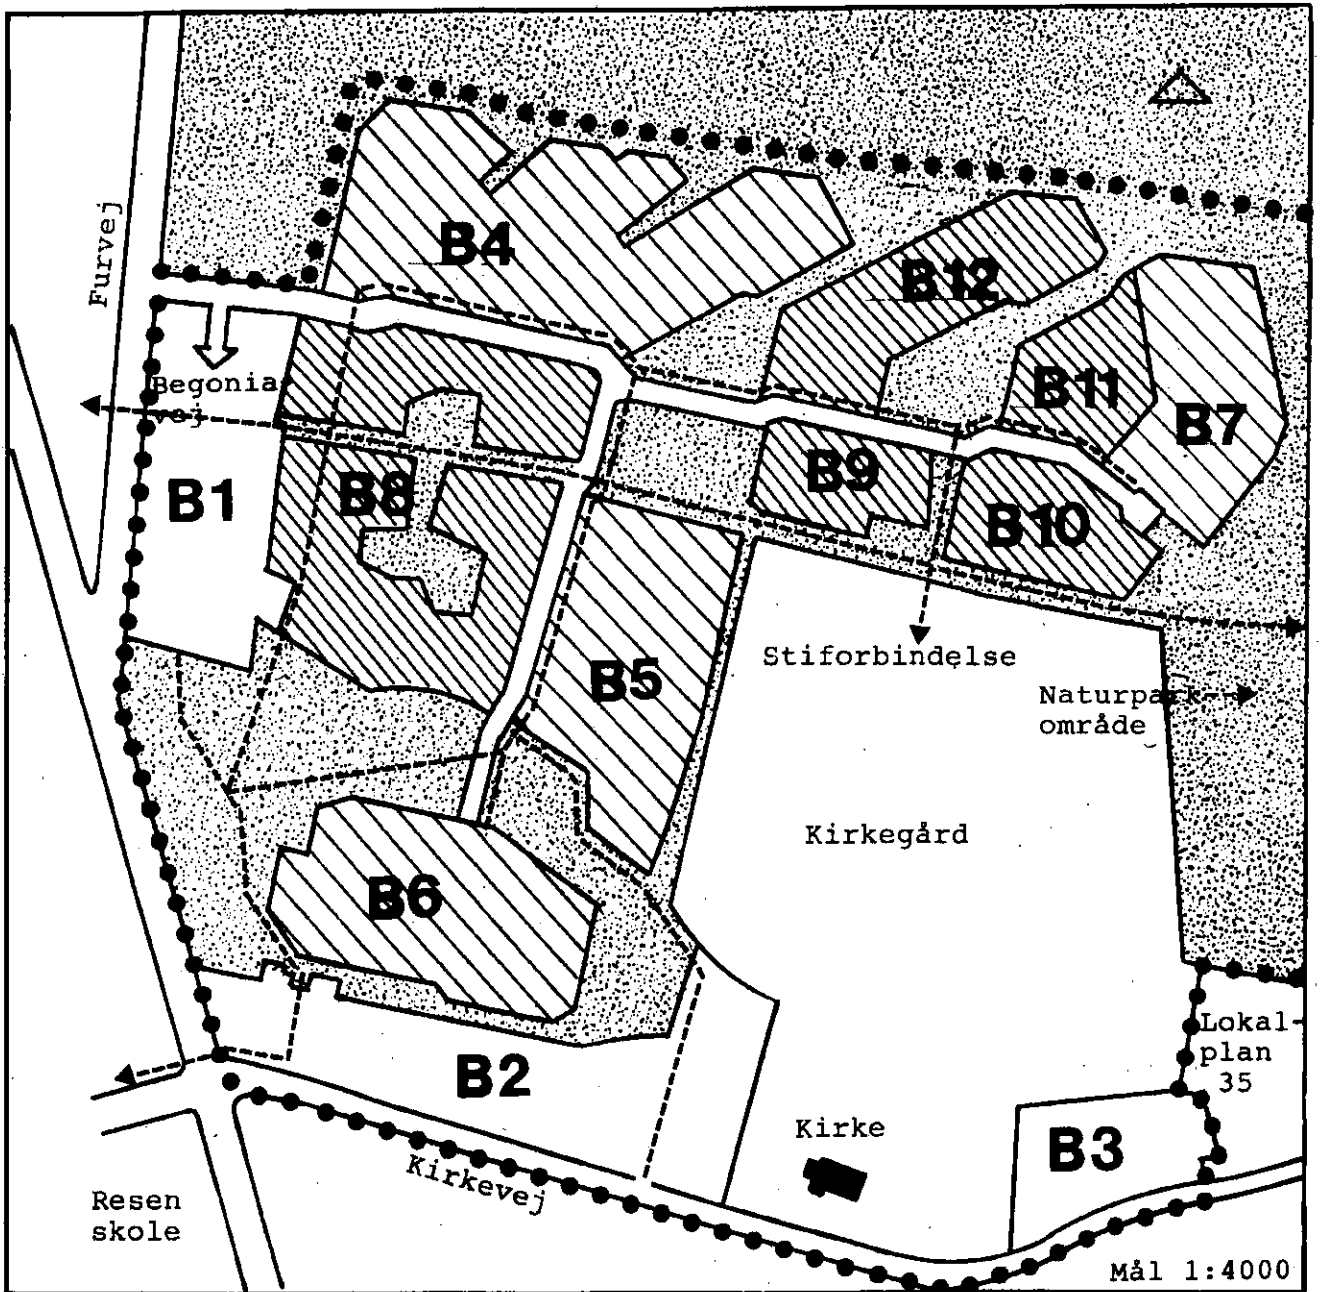 Furvej
B4
B12
Begonia-
vej
B11
B7
B1
B8
B9
B10
Stiforbindelse
B5
Naturpark-
område
Kirkegård
B6
Lokal-
plan
35
B2
Kirke
B3
Kirkevej
Resen
skole
Mål 1:4000